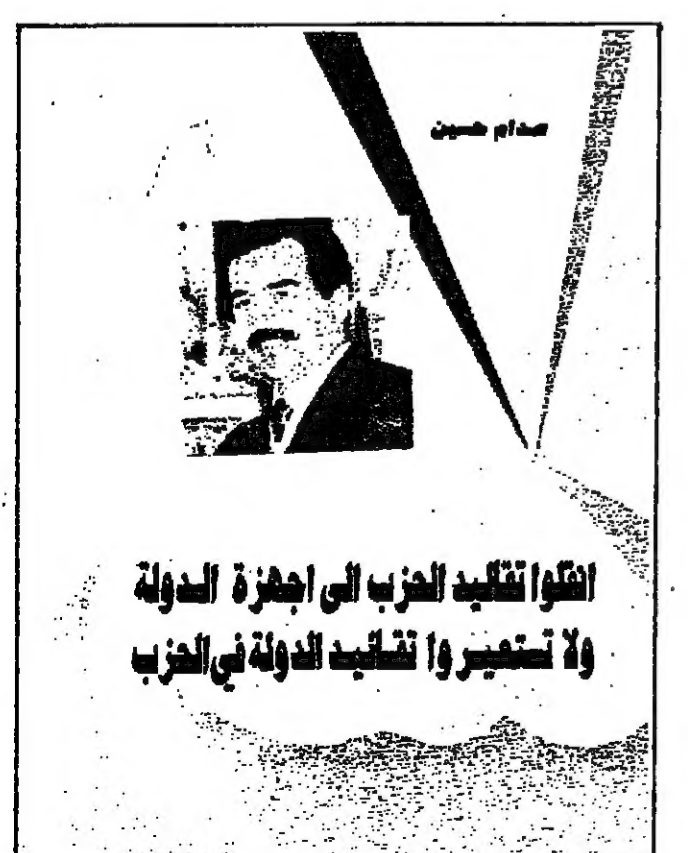 صدام حسين
انقلوا تقاليد الحزب الى اجهزة الدولة
ولا تستعيروا تقاليد الدولة في الحزب